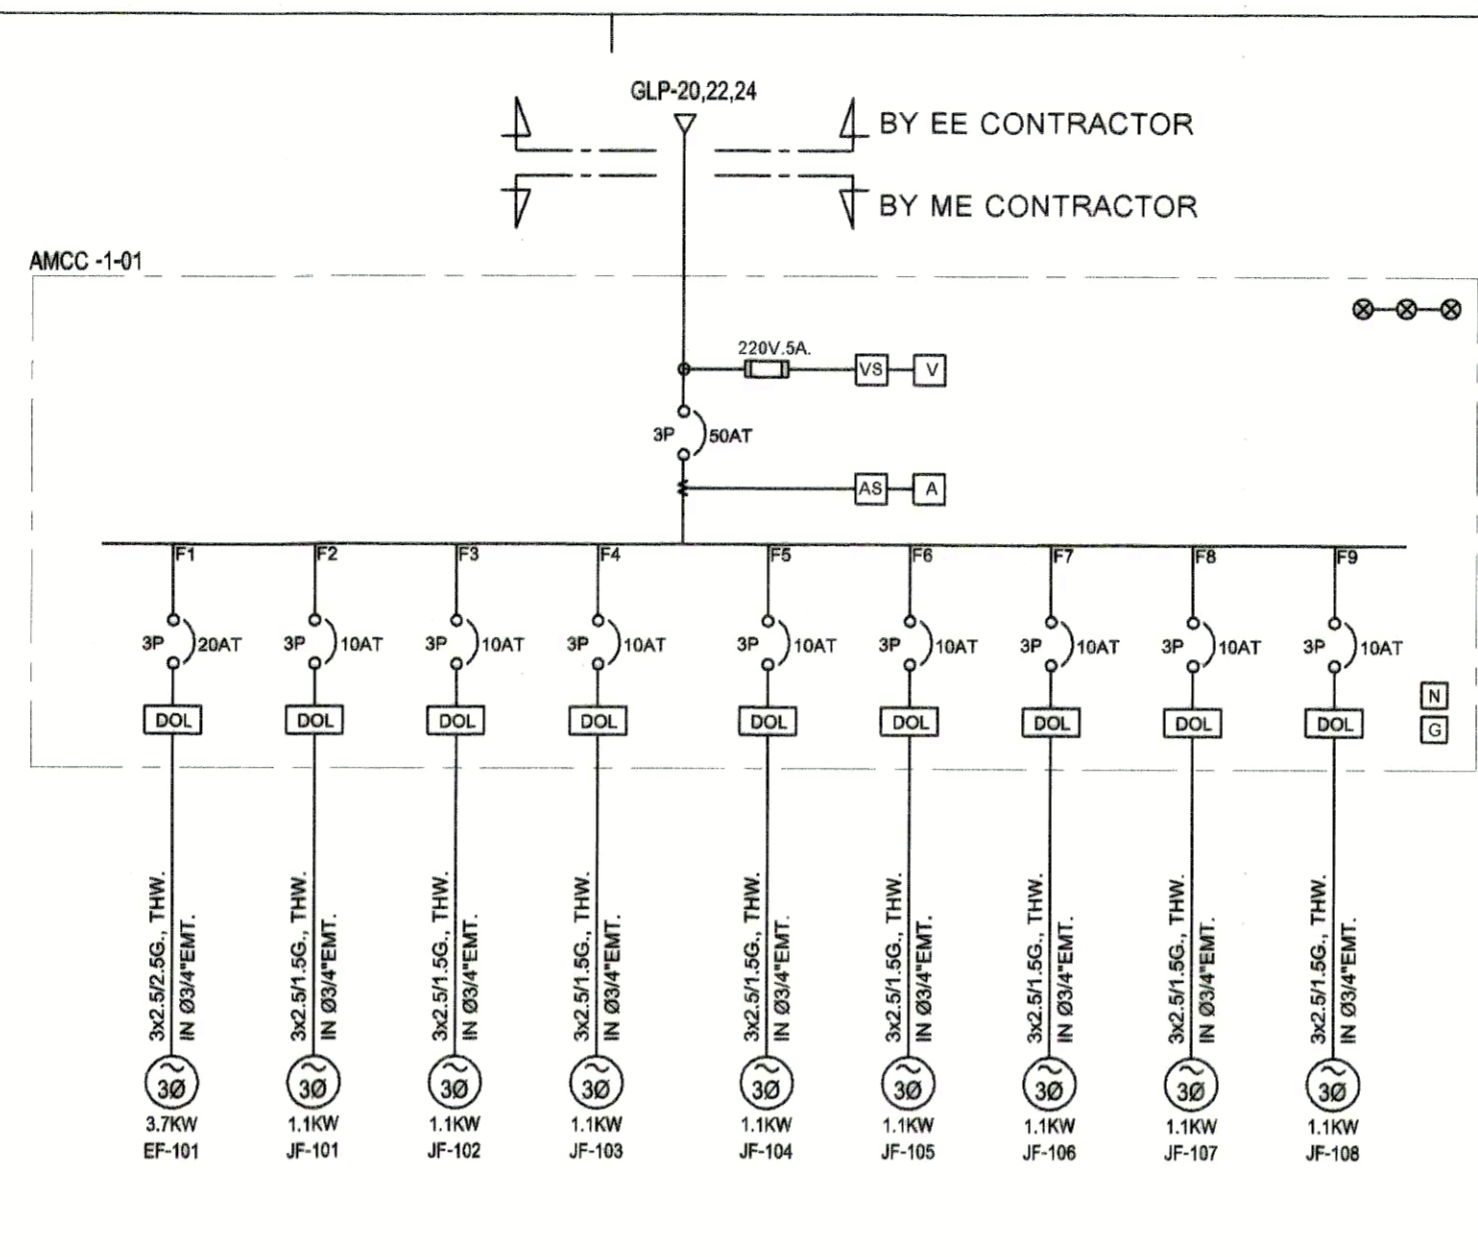 GLP-20,22,24
BY EE CONTRACTOR
BY ME CONTRACTOR
AMCC -1-01
220V.5A.
VS
V
3P
50AT
AS
A
F1
F2
F3
F4
F5
F6
F7
F8
F9
3P 20AT
3P 10AT
3P 10AT
3P 10AT
3P 10AT
3P 10AT
3P 10AT
3P 10AT
3P 10AT
N
G
DOL
DOL
DOL
DOL
DOL
DOL
DOL
DOL
DOL
3x2.5/2.5G., THW.
IN Ø3/4"EMT.
3x2.5/1.5G., THW.
IN Ø3/4"EMT.
3x2.5/1.5G., THW.
IN Ø3/4"EMT.
3x2.5/1.5G., THW.
IN Ø3/4"EMT.
3x2.5/1.5G., THW.
IN Ø3/4"EMT.
3x2.5/1.5G., THW.
IN Ø3/4"EMT.
3x2.5/1.5G., THW.
IN Ø3/4"EMT.
3x2.5/1.5G., THW.
IN Ø3/4"EMT.
3x2.5/1.5G., THW.
IN Ø3/4"EMT.
3Ø
3Ø
3Ø
3Ø
3Ø
3Ø
3Ø
3Ø
3Ø
3.7KW
EF-101
1.1KW
JF-101
1.1KW
JF-102
1.1KW
JF-103
1.1KW
JF-104
1.1KW
JF-105
1.1KW
JF-106
1.1KW
JF-107
1.1KW
JF-108